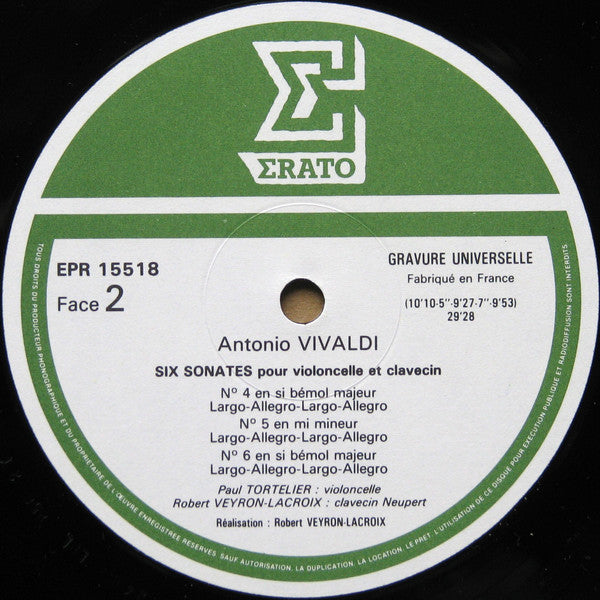 ΣRATO
EPR 15518
Face 2
GRAVURE UNIVERSELLE
Fabriqué en France
(10'10-5''-9'27-7''-9'53)
29'28
Antonio VIVALDI
SIX SONATES pour violoncelle et clavecin
Nº 4 en si bémol majeur
Largo-Allegro-Largo-Allegro
Nº 5 en mi mineur
Largo-Allegro-Largo-Allegro
Nº 6 en si bémol majeur
Largo-Allegro-Largo-Allegro
Paul TORTELIER : violoncelle
Robert VEYRON-LACROIX : clavecin Neupert
Réalisation : Robert VEYRON-LACROIX
TOUS DROITS DU PRODUCTEUR PHONOGRAPHIQUE ET DU PROPRIETAIRE DE L'ŒUVRE ENREGISTREE RESERVES. SAUF AUTORISATION, LA DUPLICATION, LA LOCATION, LE PRET, L'UTILISATION DE CE DISQUE POUR EXECUTION PUBLIQUE ET RADIODIFFUSION SONT INTERDITS.